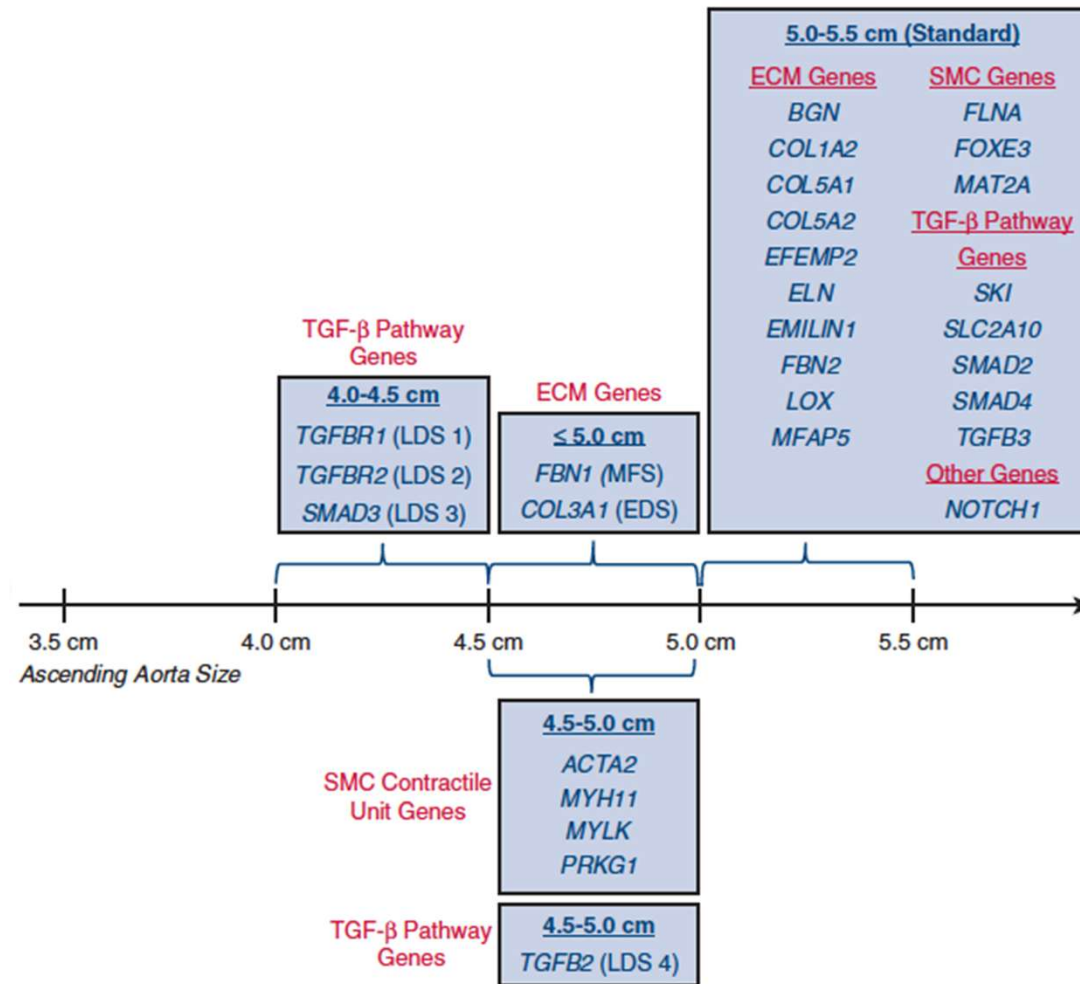 5.0-5.5 cm (Standard)
ECM Genes
BGN
COL1A2
COL5A1
COL5A2
EFEMP2
ELN
EMILIN1
FBN2
LOX
MFAP5
SMC Genes
FLNA
FOXE3
MAT2A
TGF-β Pathway
Genes
SKI
SLC2A10
SMAD2
SMAD4
TGFB3
Other Genes
NOTCH1
TGF-β Pathway
Genes
4.0-4.5 cm
TGFBR1 (LDS 1)
TGFBR2 (LDS 2)
SMAD3 (LDS 3)
ECM Genes
≤ 5.0 cm
FBN1 (MFS)
COL3A1 (EDS)
3.5 cm
4.0 cm
4.5 cm
5.0 cm
5.5 cm
Ascending Aorta Size
SMC Contractile
Unit Genes
4.5-5.0 cm
ACTA2
MYH11
MYLK
PRKG1
TGF-β Pathway
Genes
4.5-5.0 cm
TGFB2 (LDS 4)